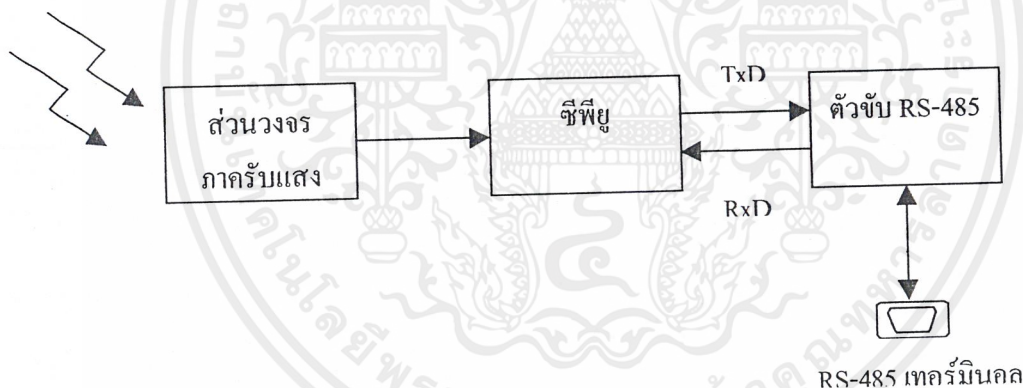 ส่วนวงจร
ภาครับแสง
ซีพียู
TxD
RxD
ตัวขับ RS-485
RS-485 เทอร์มินคล